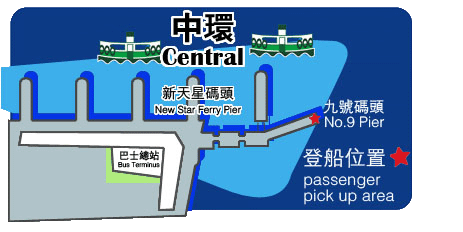 中環
Central
新天星碼頭
New Star Ferry Pier
九號碼頭
No.9 Pier
巴士總站
Bus Terminus
登船位置
passenger
pick up area